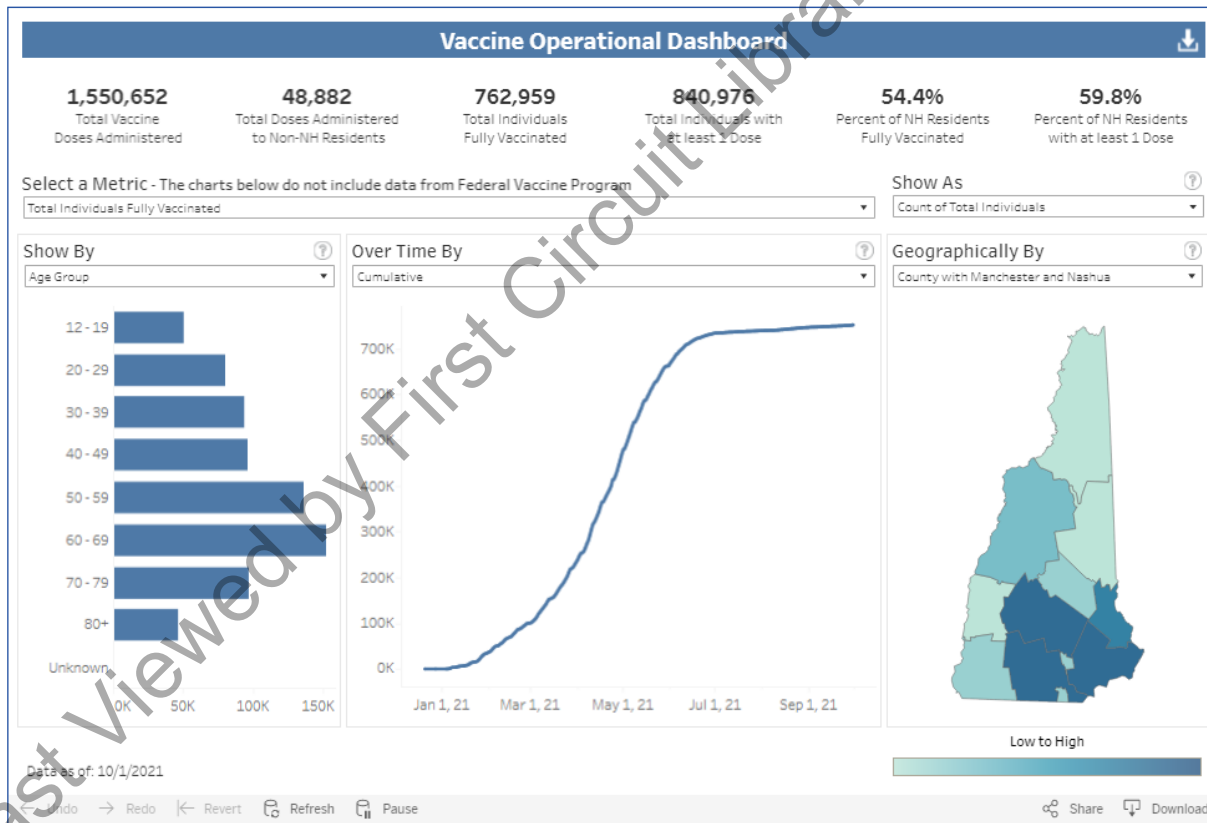 Vaccine Operational Dashboard
1,550,652
Total Vaccine
Doses Administered
48,882
Total Doses Administered
to Non-NH Residents
762,959
Total Individuals
Fully Vaccinated
840,976
Total Individuals with
at least 1 Dose
54.4%
Percent of NH Residents
Fully Vaccinated
59.8%
Percent of NH Residents
with at least 1 Dose
Select a Metric - The charts below do not include data from Federal Vaccine Program
Total Individuals Fully Vaccinated
Show As
?
Count of Total Individuals
Show By
?
Age Group
12 - 19
20 - 29
30 - 39
40 - 49
50 - 59
60 - 69
70 - 79
80+
Unknown
0K 50K 100K 150K
Over Time By
?
Cumulative
700K
600K
500K
400K
300K
200K
100K
0K
Jan 1, 21 Mar 1, 21 May 1, 21 Jul 1, 21 Sep 1, 21
Geographically By
?
County with Manchester and Nashua
Low to High
Data as of: 10/1/2021
Undo Redo Revert Refresh Pause Share Download
ast Viewed by First Circuit Librar